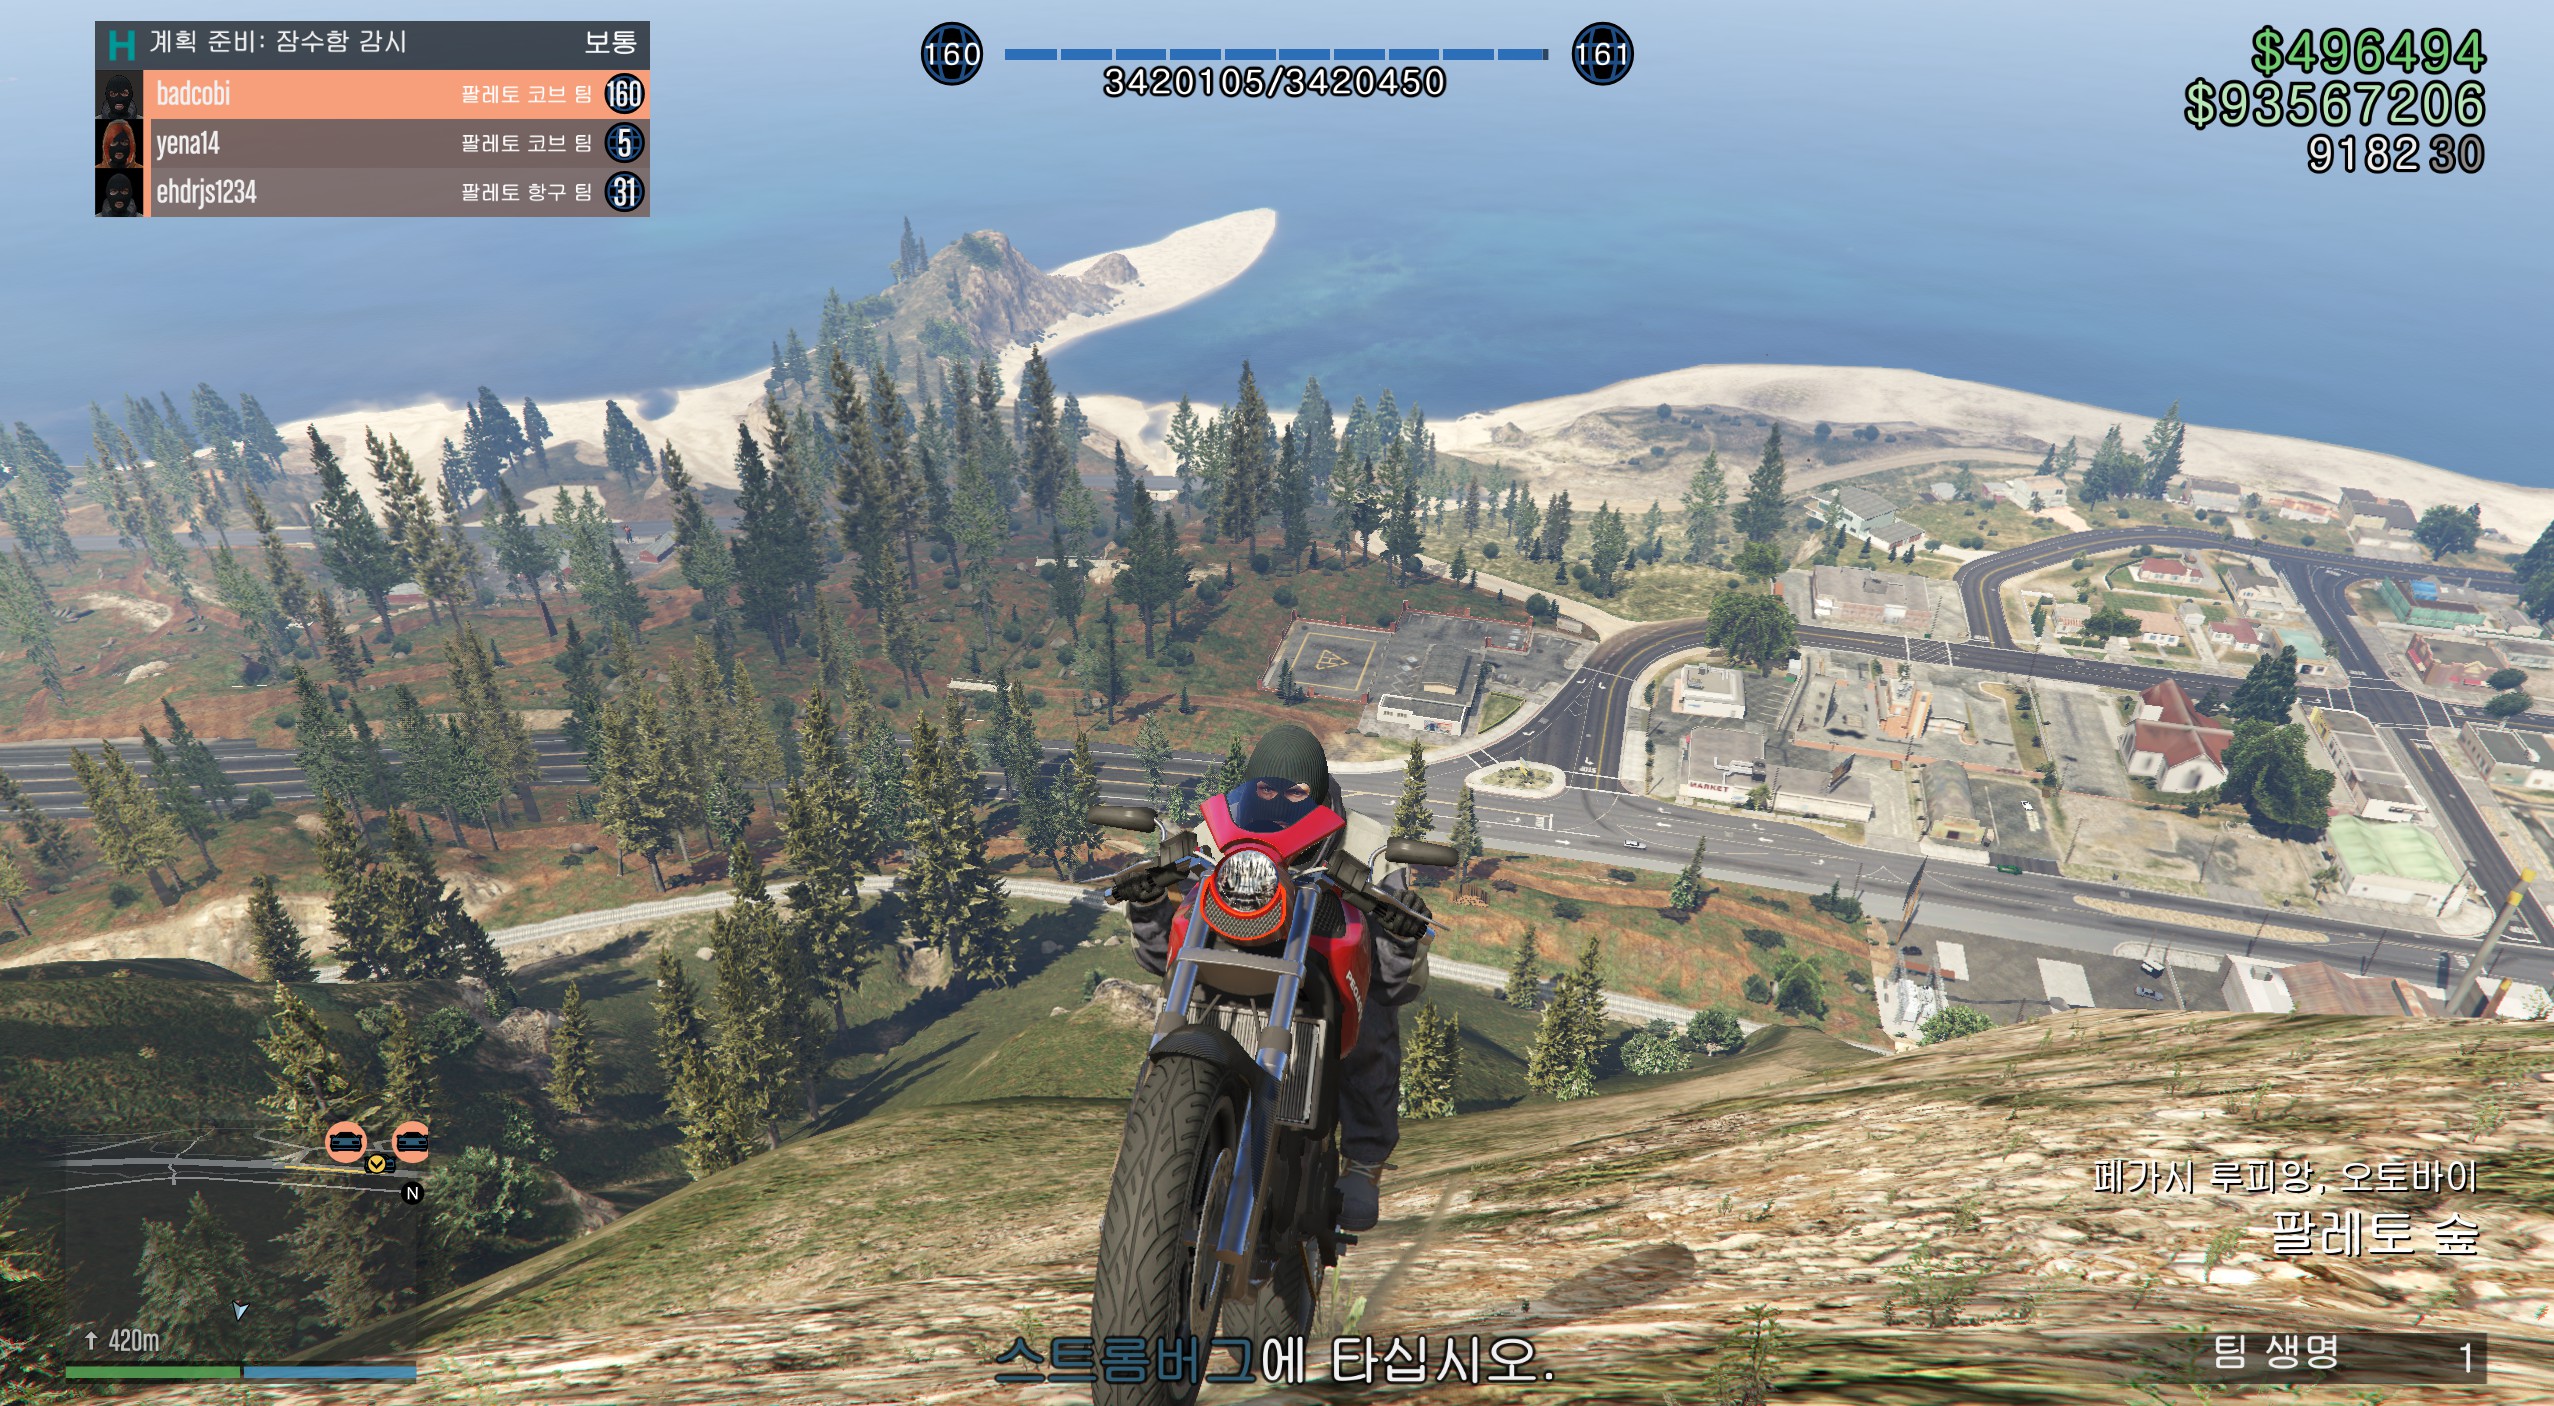 H 계획 준비: 잠수함 감시 보통
badcobi 팔레토 코브 팀 160
yena14 팔레토 코브 팀 5
ehdrjs1234 팔레토 항구 팀 31
160 161
3420105/3420450
$496494
$93567206
9182 30
MARKET
N
페가시 루피앙, 오토바이
팔레토 숲
420m
스트롬버그에 타십시오.
팀 생명 1